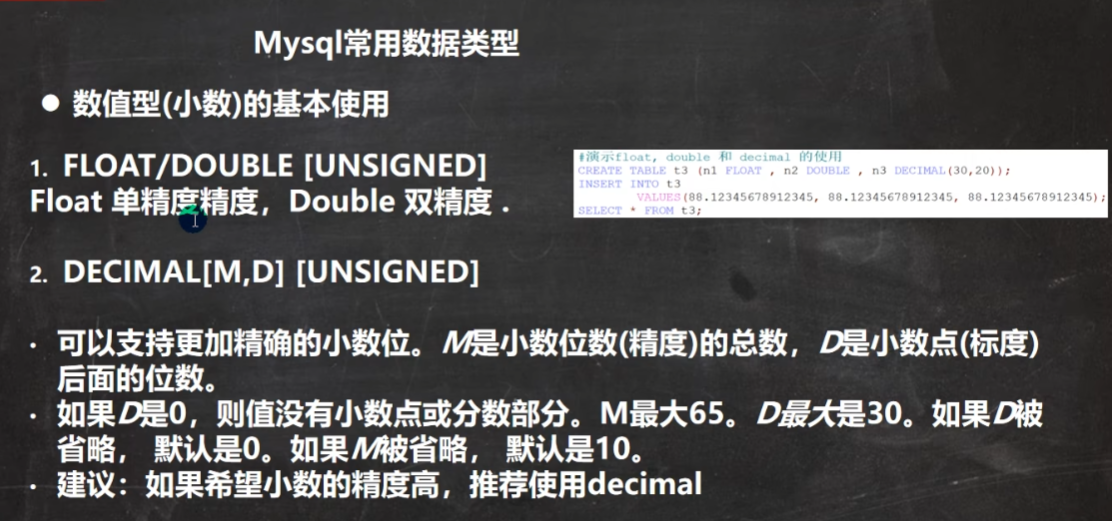 Mysql常用数据类型
● 数值型(小数)的基本使用
1. FLOAT/DOUBLE [UNSIGNED]
Float 单精度精度，Double 双精度 .
#演示float, double 和 decimal 的使用
CREATE TABLE t3 (n1 FLOAT , n2 DOUBLE , n3 DECIMAL(30,20));
INSERT INTO t3
VALUES(88.12345678912345, 88.12345678912345, 88.12345678912345);
SELECT * FROM t3;
2. DECIMAL[M,D] [UNSIGNED]
· 可以支持更加精确的小数位。M是小数位数(精度)的总数，D是小数点(标度)
后面的位数。
· 如果D是0，则值没有小数点或分数部分。M最大65。D最大是30。如果D被
省略， 默认是0。如果M被省略， 默认是10。
· 建议：如果希望小数的精度高，推荐使用decimal